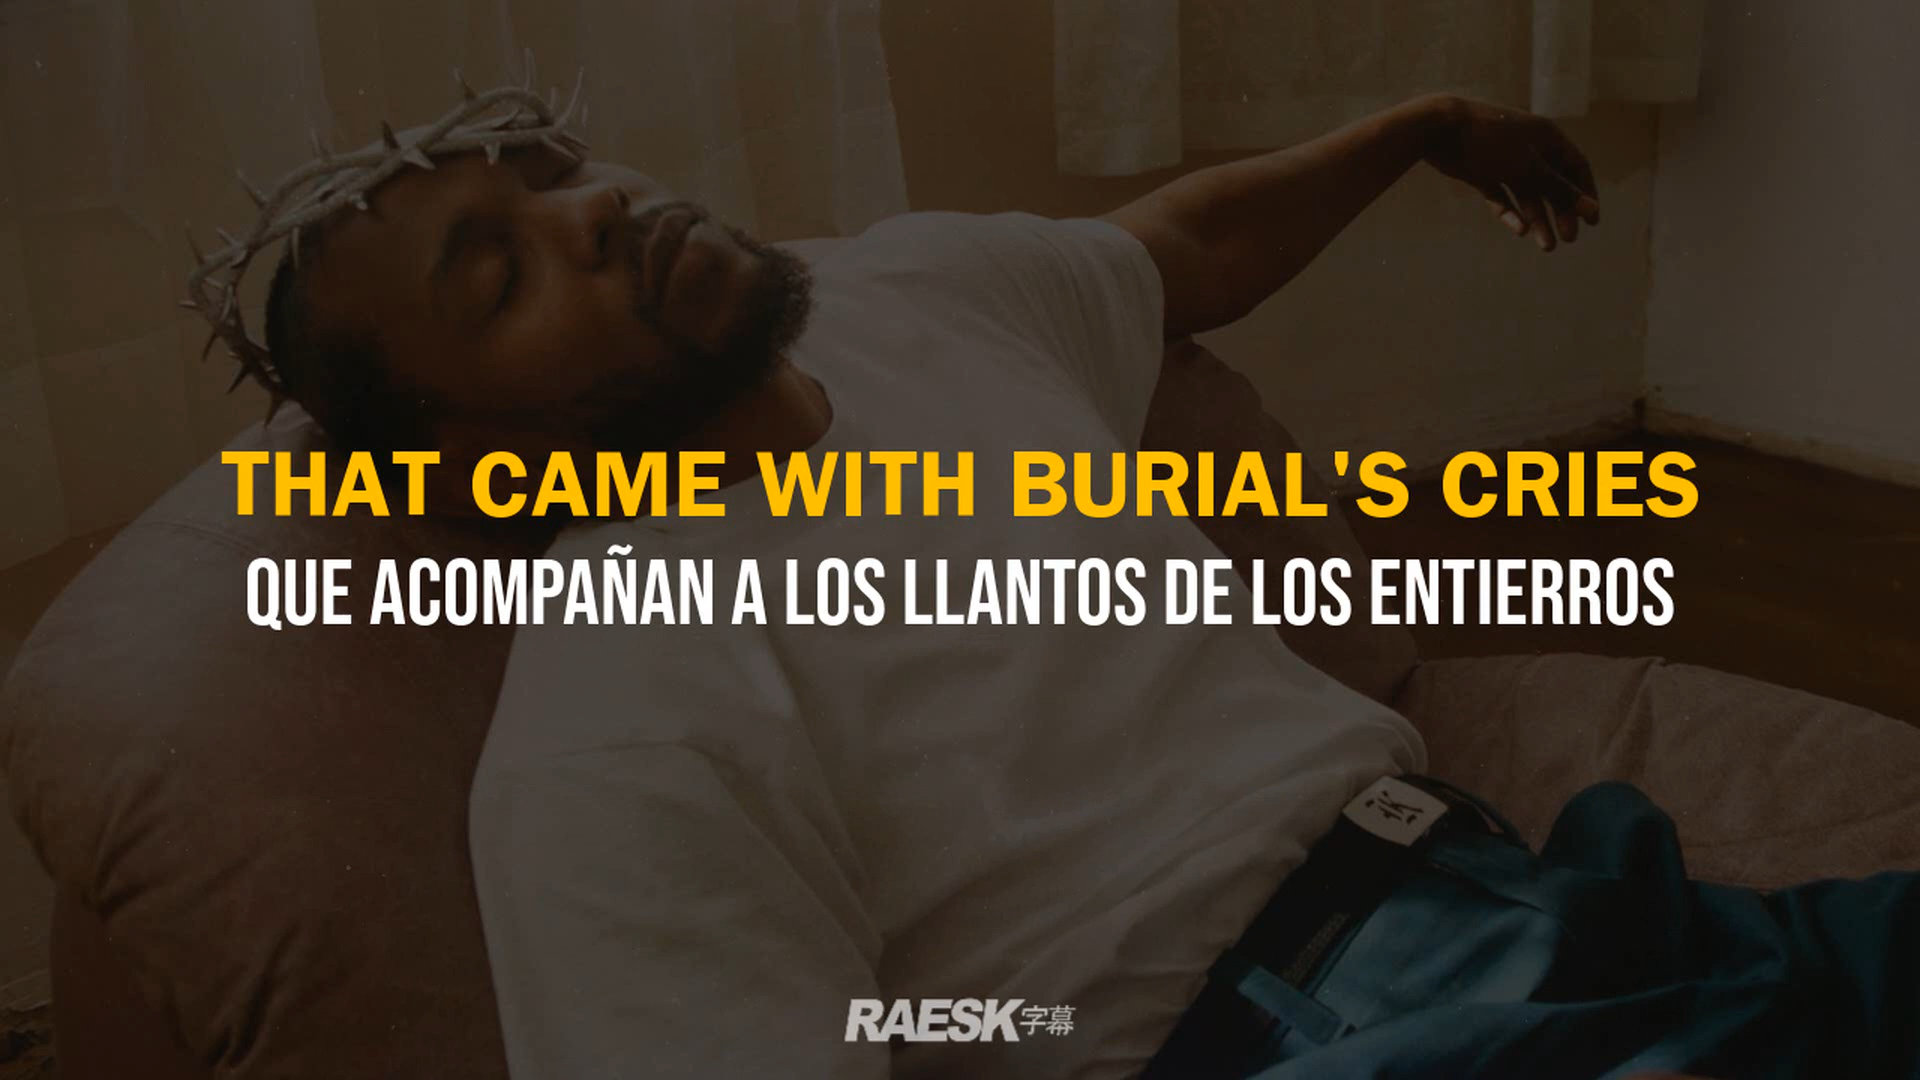 THAT CAME WITH BURIAL'S CRIES
QUE ACOMPAÑAN A LOS LLANTOS DE LOS ENTIERROS
RAESK字幕